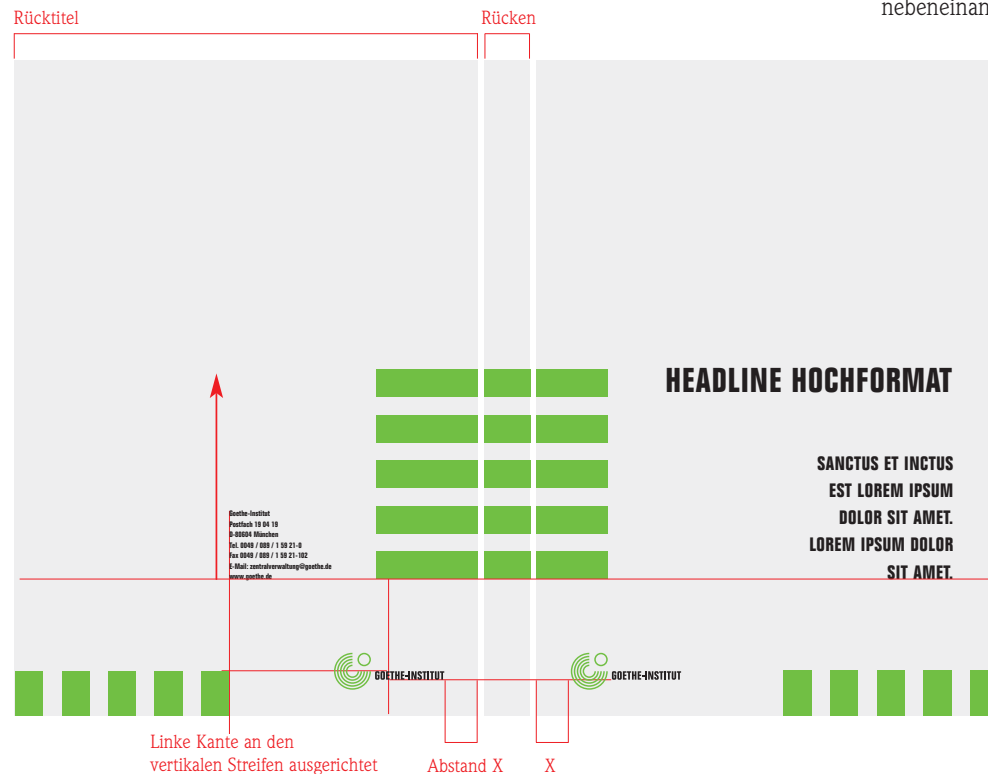 nebeneinan
Rücktitel
Rücken
HEADLINE HOCHFORMAT
SANCTUS ET INCTUS
EST LOREM IPSUM
DOLOR SIT AMET.
LOREM IPSUM DOLOR
SIT AMET.
Goethe-Institut
Postfach 19 04 19
D-80604 München
Tel. 0049 / 089 / 1 59 21-0
Fax 0049 / 089 / 1 59 21-102
E-Mail: zentralverwaltung@goethe.de
www.goethe.de
GOETHE-INSTITUT
GOETHE-INSTITUT
Linke Kante an den
vertikalen Streifen ausgerichtet
Abstand X
X